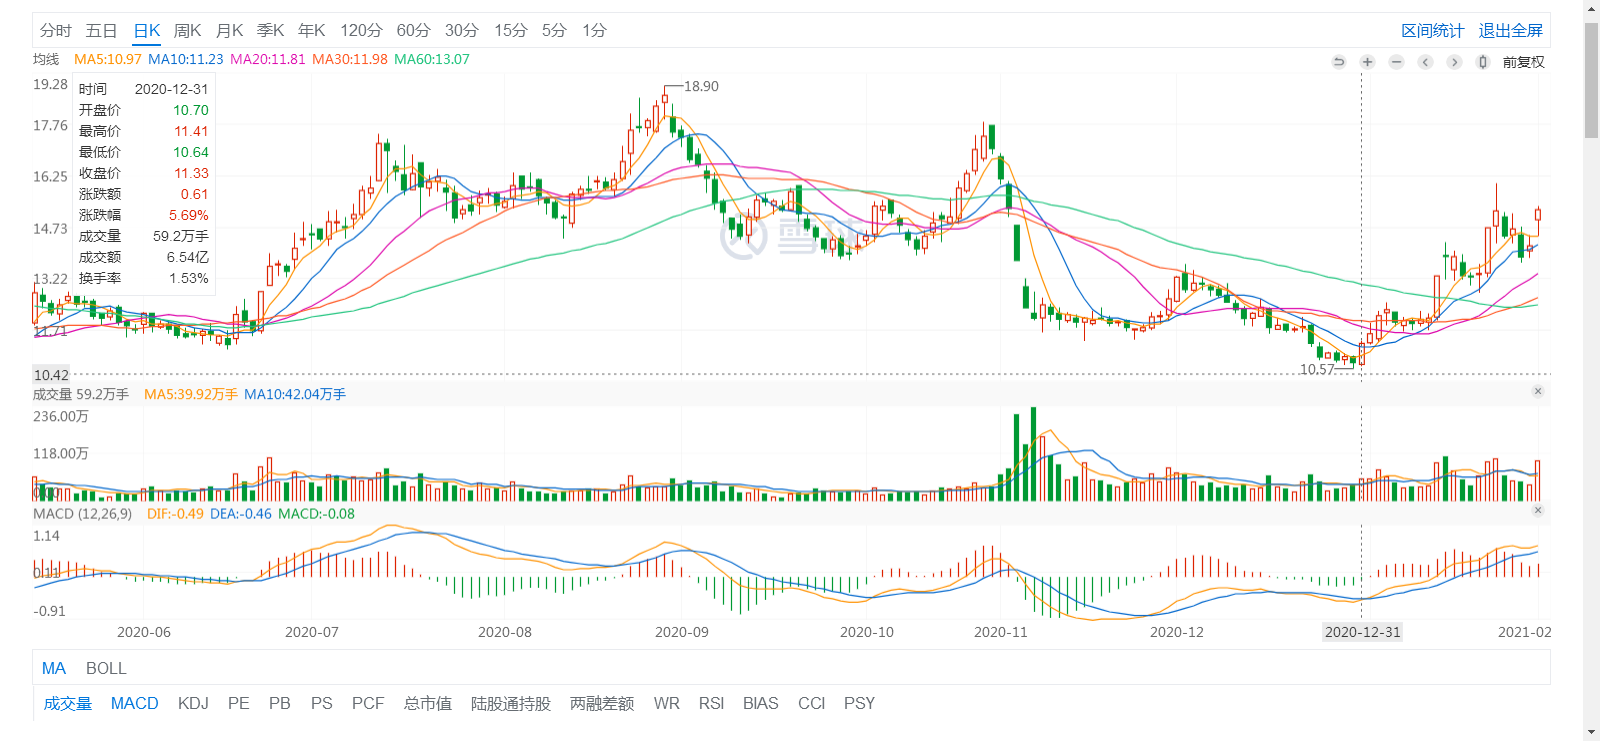 分时 五日 日K 周K 月K 季K 年K 120分 60分 30分 15分 5分 1分 区间统计 退出全屏
均线 MA5:10.97 MA10:11.23 MA20:11.81 MA30:11.98 MA60:13.07 前复权
19.28
时间 2020-12-31
开盘价 10.70
最高价 11.41
最低价 10.64
收盘价 11.33
涨跌额 0.61
涨跌幅 5.69%
成交量 59.2万手
成交额 6.54亿
换手率 1.53%
18.90
17.76
16.25
14.73
雪球
13.22
11.71
10.57
10.42
成交量 59.2万手 MA5:39.92万手 MA10:42.04万手
236.00万
118.00万
0.00
MACD (12,26,9) DIF:-0.49 DEA:-0.46 MACD:-0.08
1.14
0.11
-0.91
2020-06 2020-07 2020-08 2020-09 2020-10 2020-11 2020-12 2020-12-31 2021-02
MA BOLL
成交量 MACD KDJ PE PB PS PCF 总市值 陆股通持股 两融差额 WR RSI BIAS CCI PSY